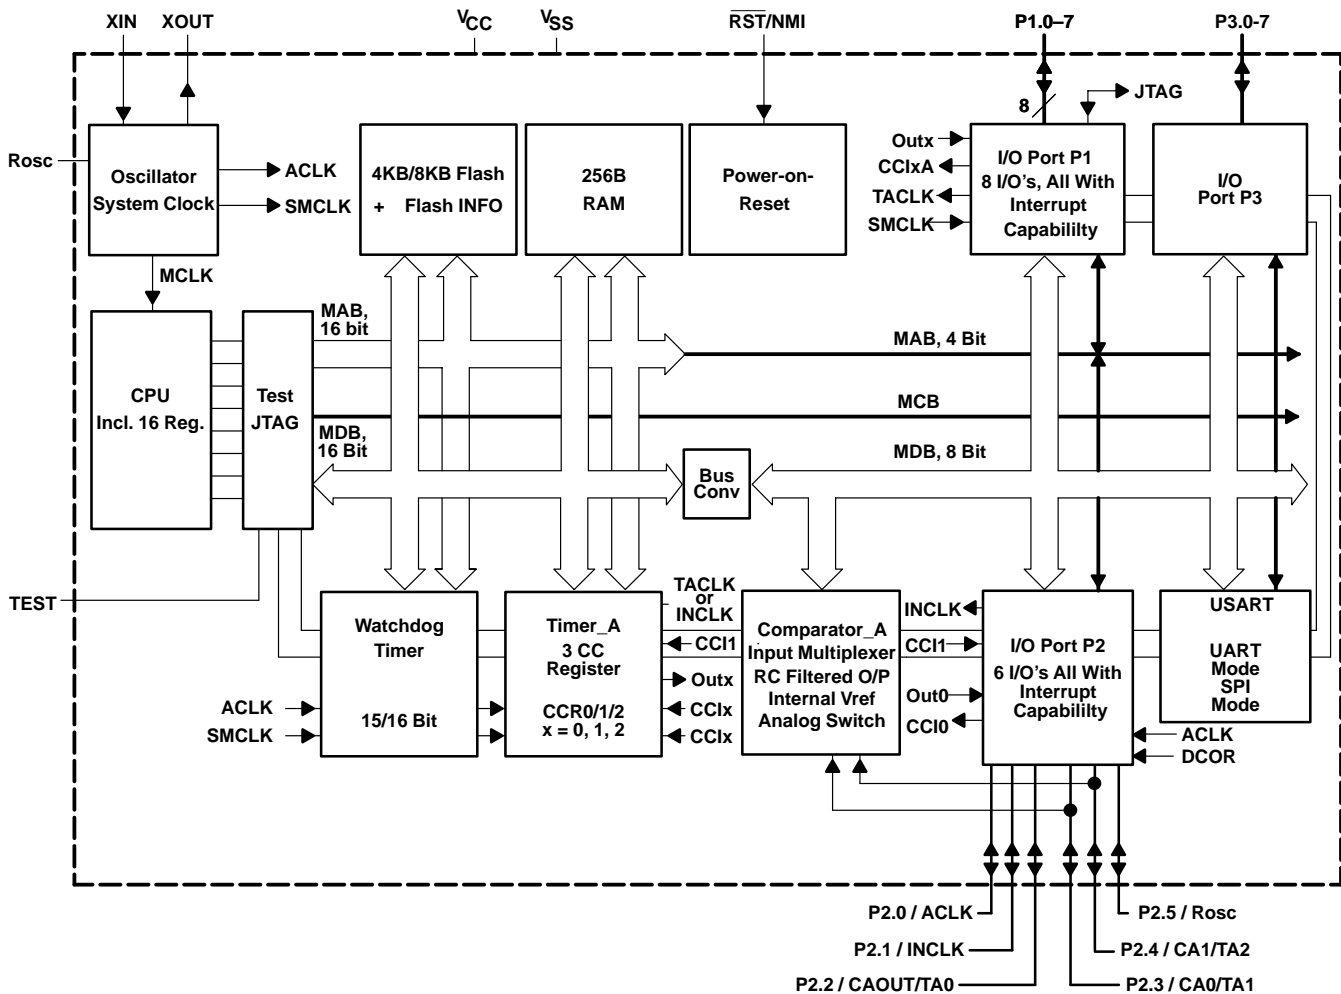 XIN
XOUT
VCC
VSS
RST/NMI
P1.0–7
P3.0-7
8
JTAG
Rosc
Oscillator
System Clock
ACLK
SMCLK
4KB/8KB Flash
+ Flash INFO
256B
RAM
Power-on-
Reset
Outx
CCIxA
TACLK
SMCLK
I/O Port P1
8 I/O's, All With
Interrupt
Capabililty
I/O
Port P3
MCLK
MAB,
16 bit
MAB, 4 Bit
CPU
Incl. 16 Reg.
Test
JTAG
MCB
MDB,
16 Bit
MDB, 8 Bit
Bus
Conv
TEST
Watchdog
Timer
15/16 Bit
ACLK
SMCLK
Timer_A
3 CC
Register
CCR0/1/2
x = 0, 1, 2
TACLK
or
INCLK
CCI1
Outx
CCIx
CCIx
Comparator_A
Input Multiplexer
RC Filtered O/P
Internal Vref
Analog Switch
INCLK
CCI1
Out0
CCI0
I/O Port P2
6 I/O's All With
Interrupt
Capabililty
USART
UART
Mode
SPI
Mode
ACLK
DCOR
P2.0 / ACLK
P2.5 / Rosc
P2.1 / INCLK
P2.4 / CA1/TA2
P2.2 / CAOUT/TA0
P2.3 / CA0/TA1